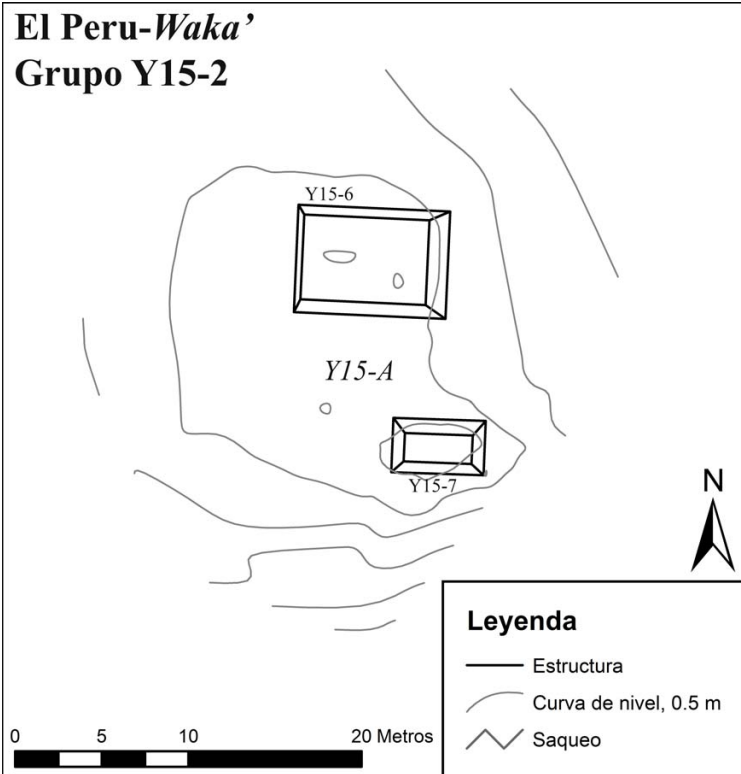 El Peru-Waka’
Grupo Y15-2
Y15-6
Y15-A
Y15-7
N
Leyenda
Estructura
Curva de nivel, 0.5 m
Saqueo
0 5 10 20 Metros